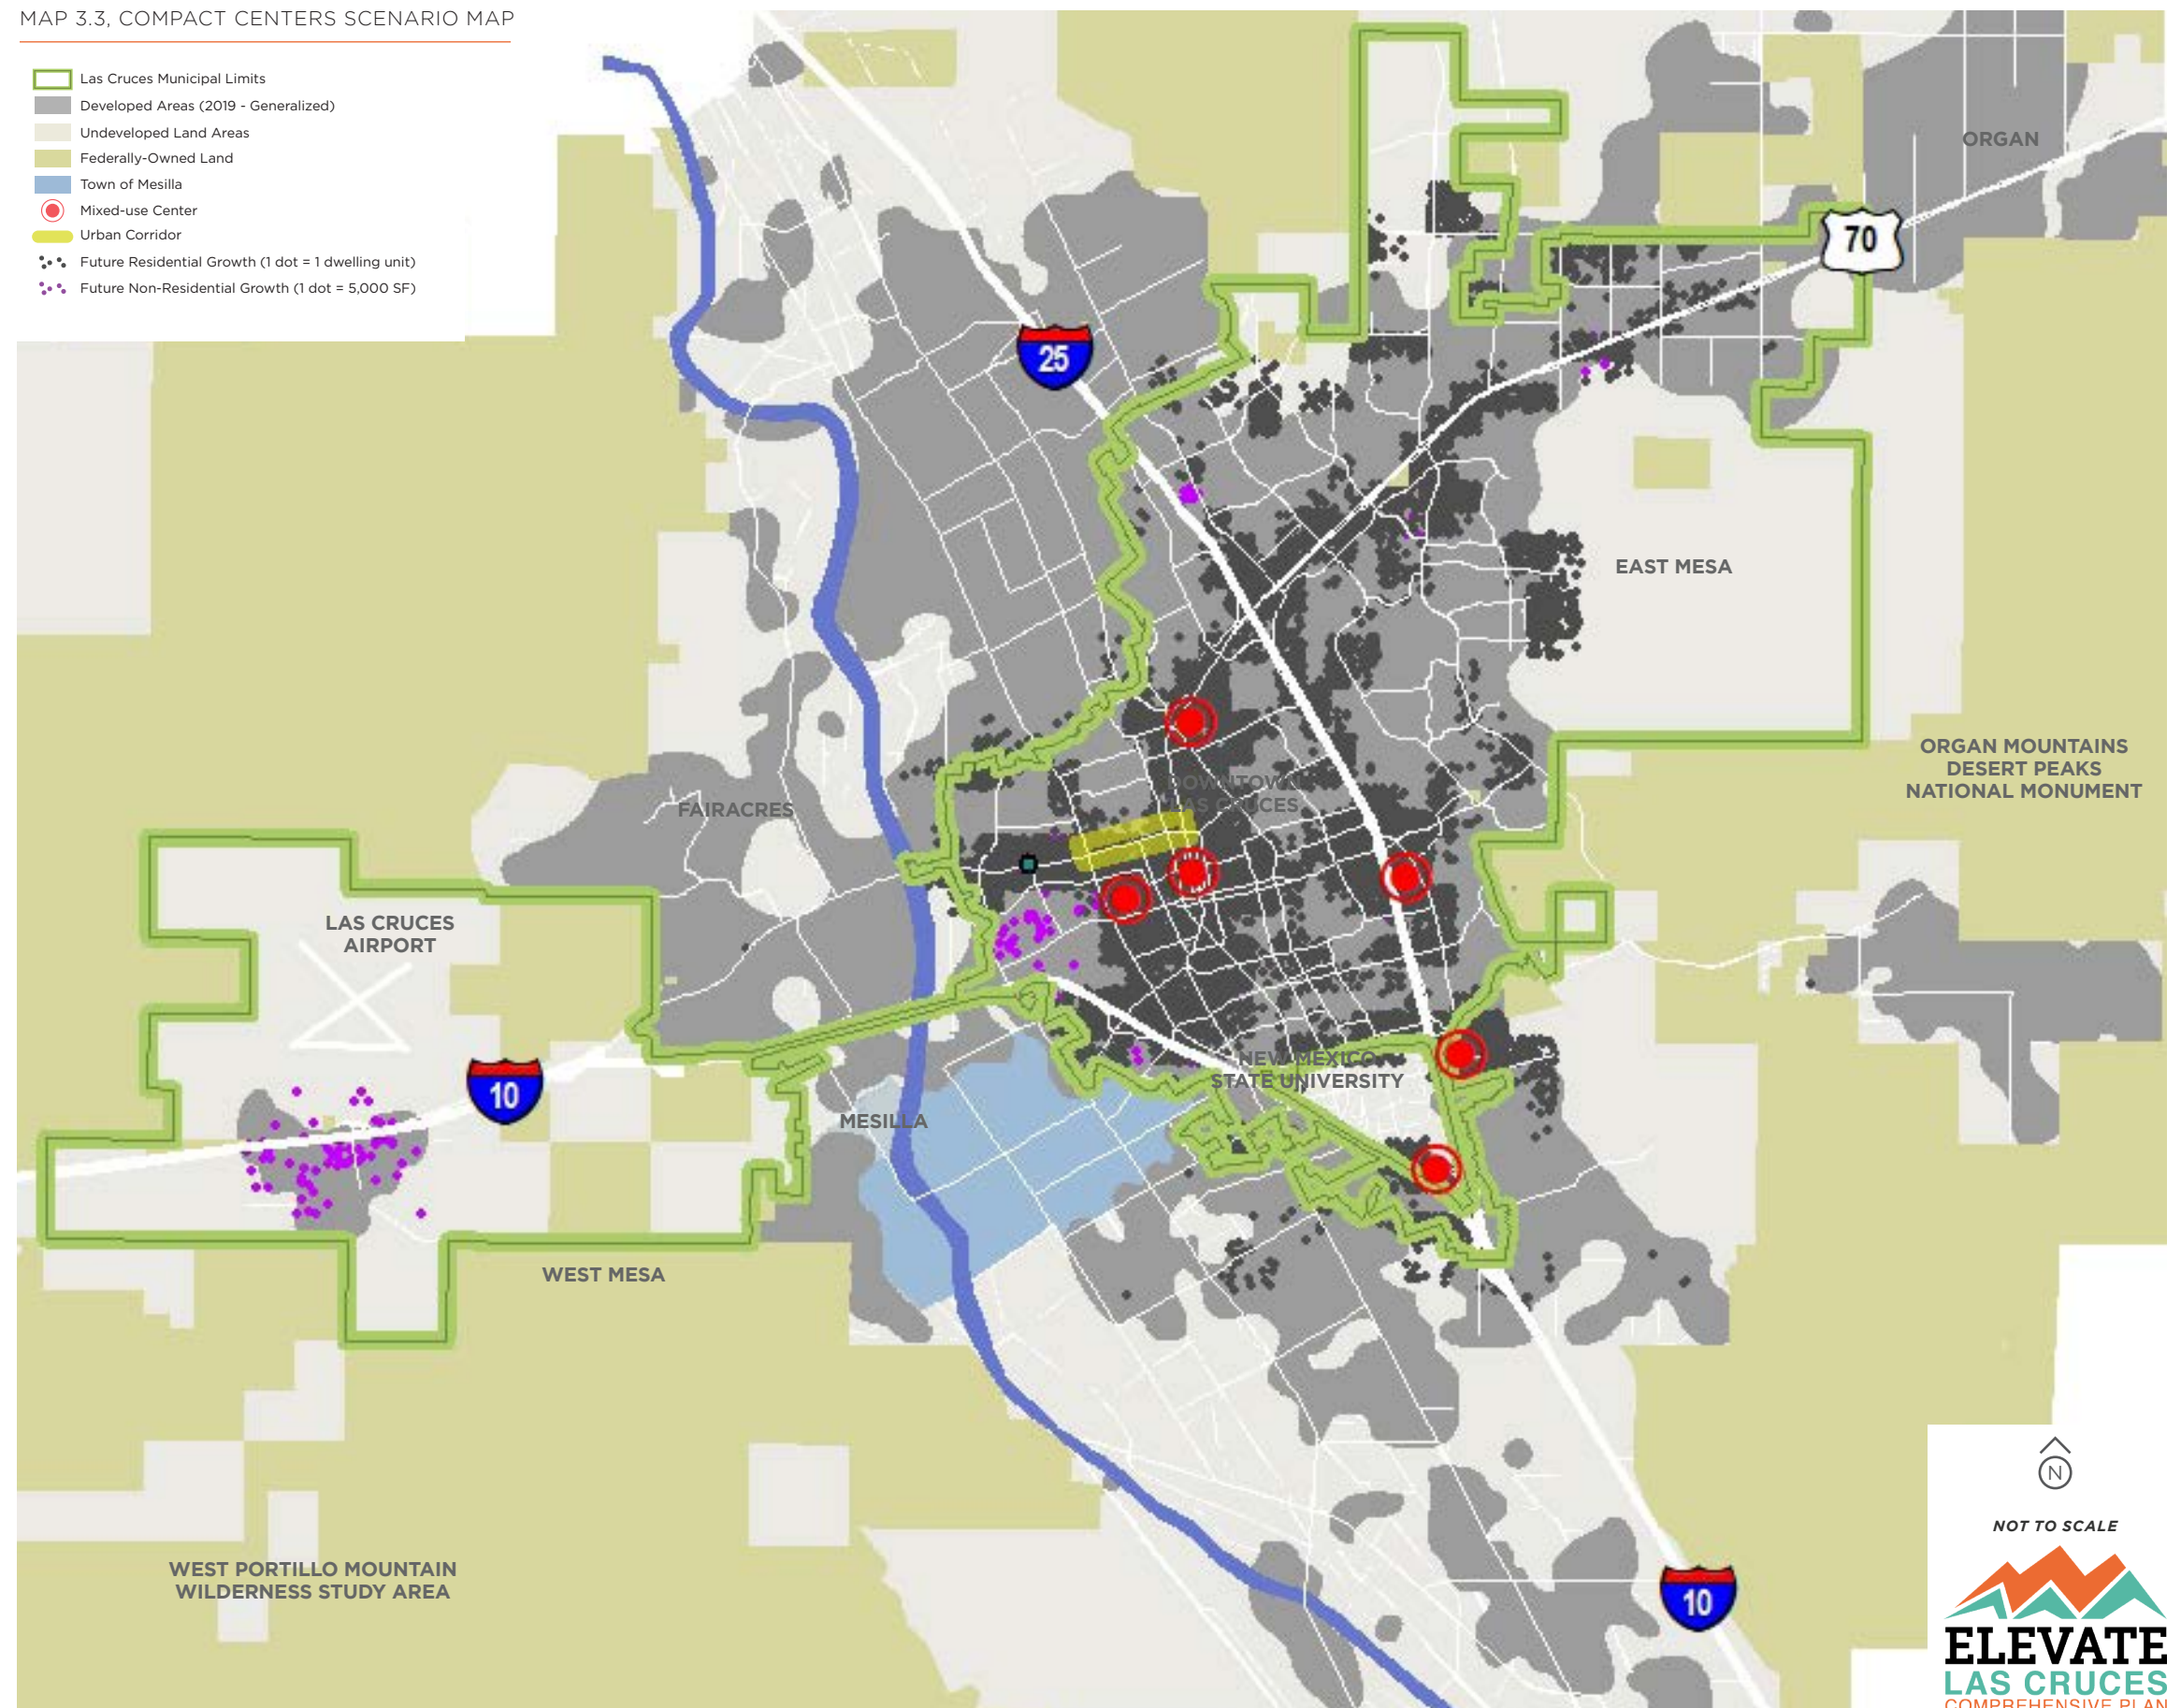 MAP 3.3, COMPACT CENTERS SCENARIO MAP
Las Cruces Municipal Limits
Developed Areas (2019 - Generalized)
Undeveloped Land Areas
Federally-Owned Land
Town of Mesilla
Mixed-use Center
Urban Corridor
Future Residential Growth (1 dot = 1 dwelling unit)
Future Non-Residential Growth (1 dot = 5,000 SF)
ORGAN
70
25
EAST MESA
ORGAN MOUNTAINS
DESERT PEAKS
NATIONAL MONUMENT
DOWNTOWN
LAS CRUCES
FAIRACRES
LAS CRUCES
AIRPORT
10
NEW MEXICO
STATE UNIVERSITY
MESILLA
WEST MESA
WEST PORTILLO MOUNTAIN
WILDERNESS STUDY AREA
10
N
NOT TO SCALE
ELEVATE
LAS CRUCES
COMPREHENSIVE PLAN